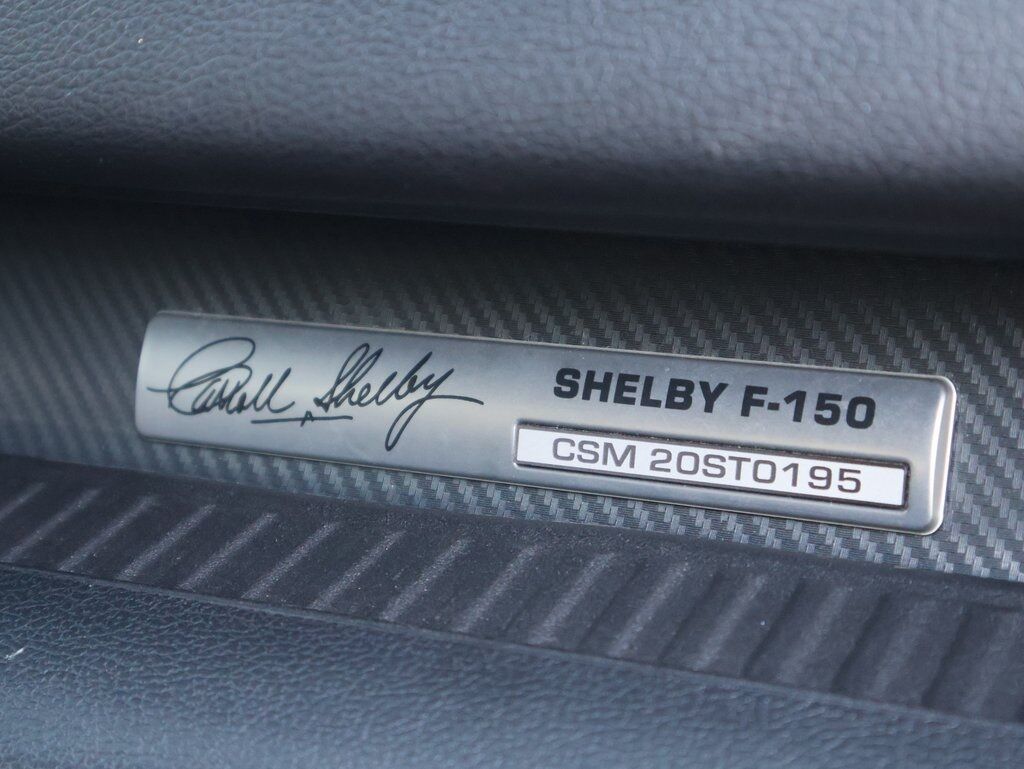 Carroll Shelby
SHELBY F-150
CSM 20ST0195